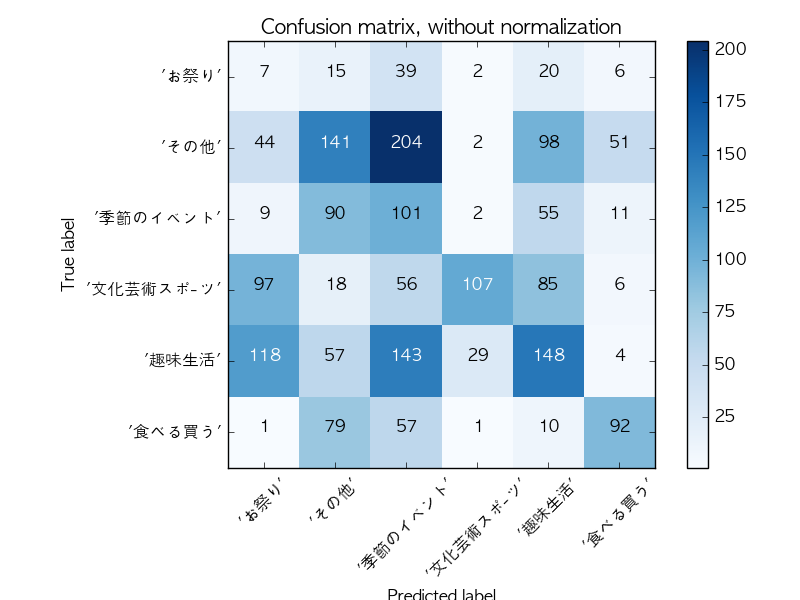 Confusion matrix, without normalization
'お祭り' 7 15 39 2 20 6
'その他' 44 141 204 2 98 51
'季節のイベント' 9 90 101 2 55 11
'文化芸術スポーツ' 97 18 56 107 85 6
'趣味生活' 118 57 143 29 148 4
'食べる買う' 1 79 57 1 10 92
True label
'お祭り' 'その他' '季節のイベント' '文化芸術スポーツ' '趣味生活' '食べる買う'
Predicted label
200
175
150
125
100
75
50
25